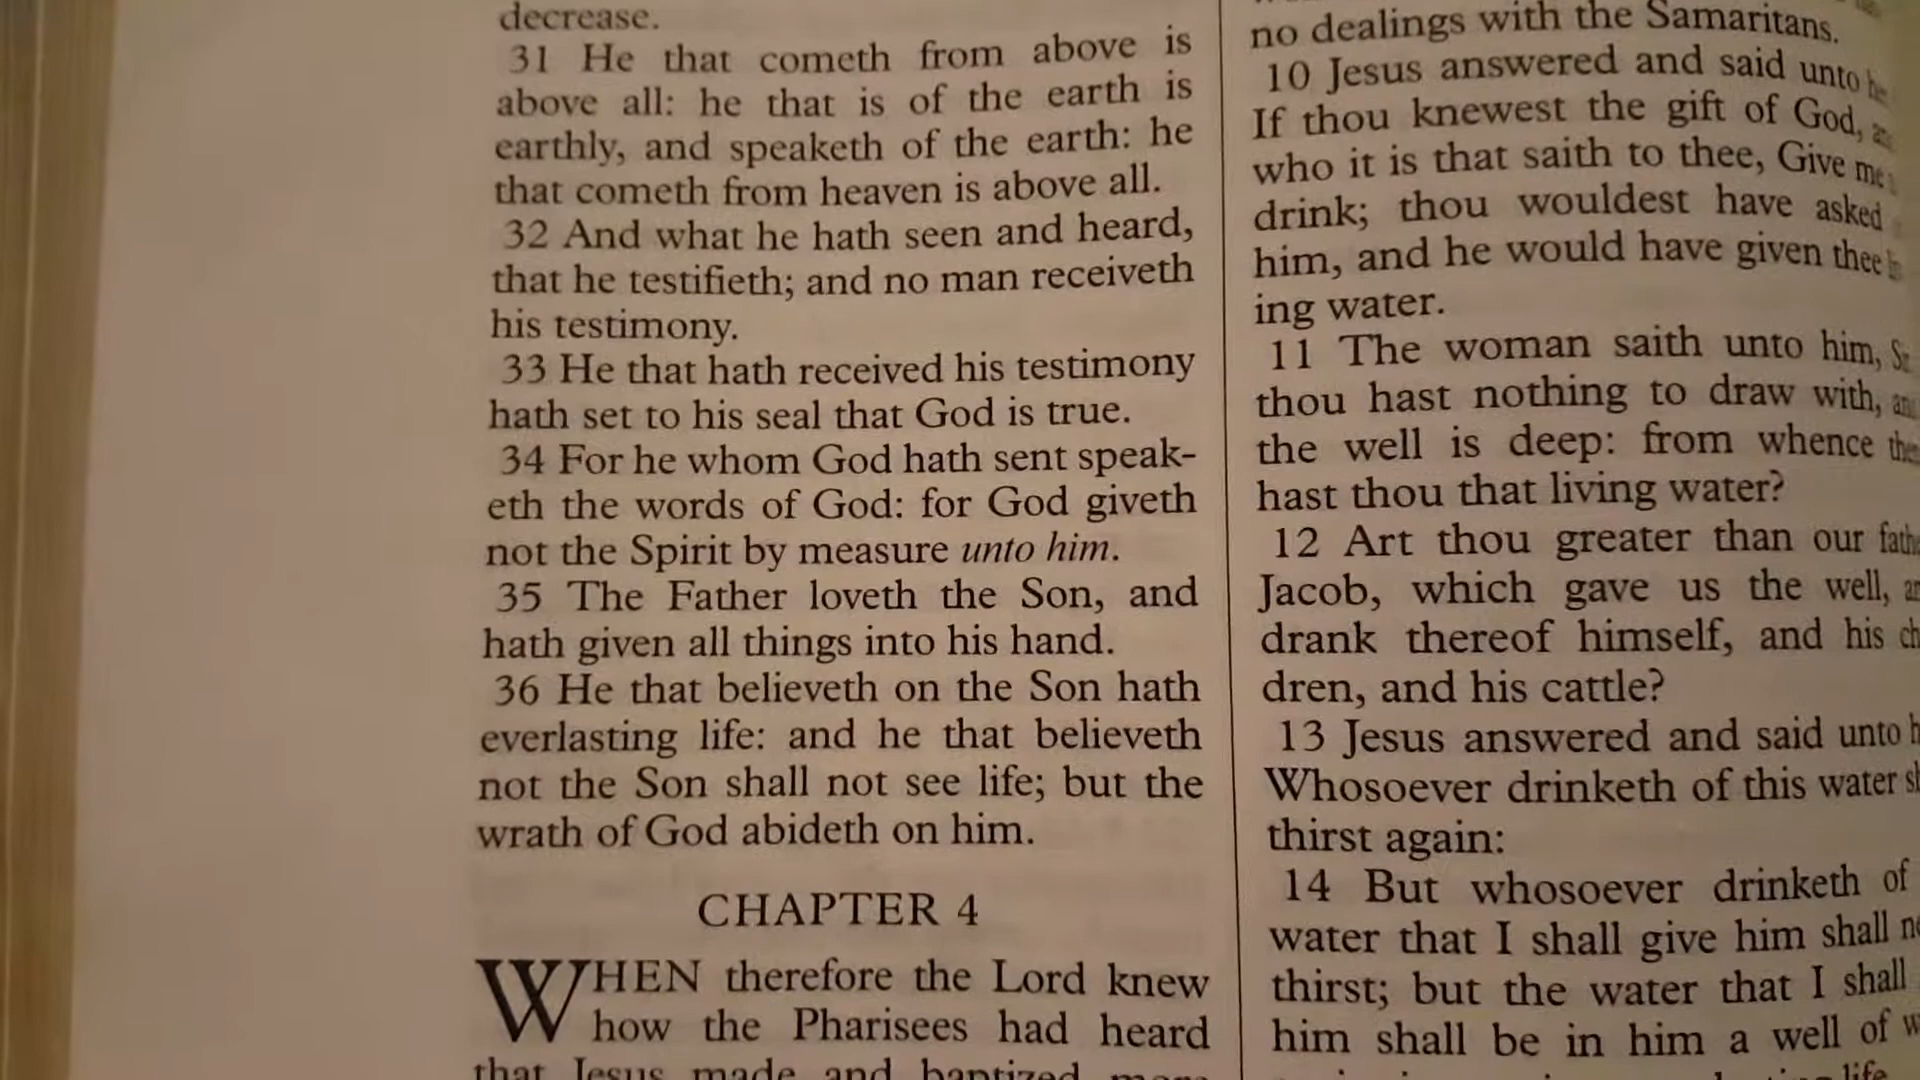 decrease.
31 He that cometh from above is
above all: he that is of the earth is
earthly, and speaketh of the earth: he
that cometh from heaven is above all.
32 And what he hath seen and heard,
that he testifieth; and no man receiveth
his testimony.
33 He that hath received his testimony
hath set to his seal that God is true.
34 For he whom God hath sent speak-
eth the words of God: for God giveth
not the Spirit by measure unto him.
35 The Father loveth the Son, and
hath given all things into his hand.
36 He that believeth on the Son hath
everlasting life: and he that believeth
not the Son shall not see life; but the
wrath of God abideth on him.
CHAPTER 4
WHEN therefore the Lord knew
how the Pharisees had heard
that Jesus made and baptized more
no dealings with the Samaritans.
10 Jesus answered and said unto
If thou knewest the gift of God,
who it is that saith to thee, Give me
drink; thou wouldest have asked
him, and he would have given thee
ing water.
11 The woman saith unto him,
thou hast nothing to draw with,
the well is deep: from whence
hast thou that living water?
12 Art thou greater than our
Jacob, which gave us the well,
drank thereof himself, and his
dren, and his cattle?
13 Jesus answered and said unto
Whosoever drinketh of this water
thirst again:
14 But whosoever drinketh of
water that I shall give him shall
thirst; but the water that I shall
him shall be in him a well of
life